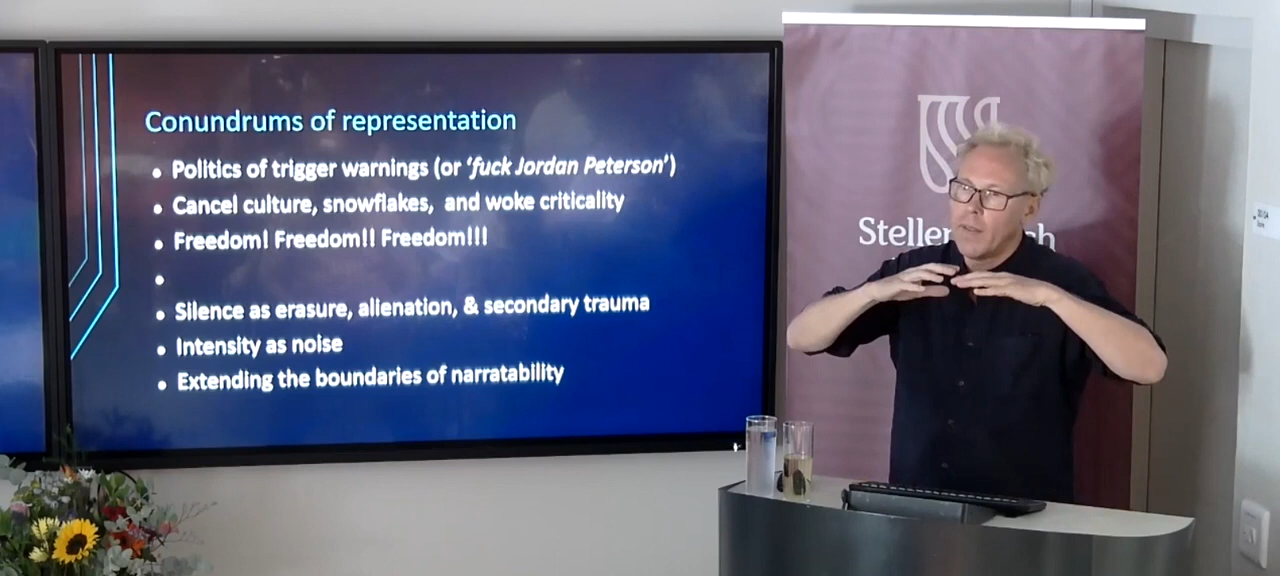 Conundrums of representation
• Politics of trigger warnings (or ‘fuck Jordan Peterson’)
• Cancel culture, snowflakes, and woke criticality
• Freedom! Freedom!! Freedom!!!
•
• Silence as erasure, alienation, & secondary trauma
• Intensity as noise
• Extending the boundaries of narratability